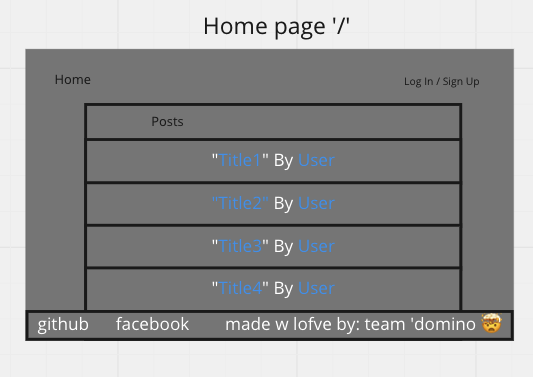 Home page '/'
Home Log In / Sign Up
Posts
"Title1" By User
"Title2" By User
"Title3" By User
"Title4" By User
github facebook made w lofve by: team 'domino 🤯